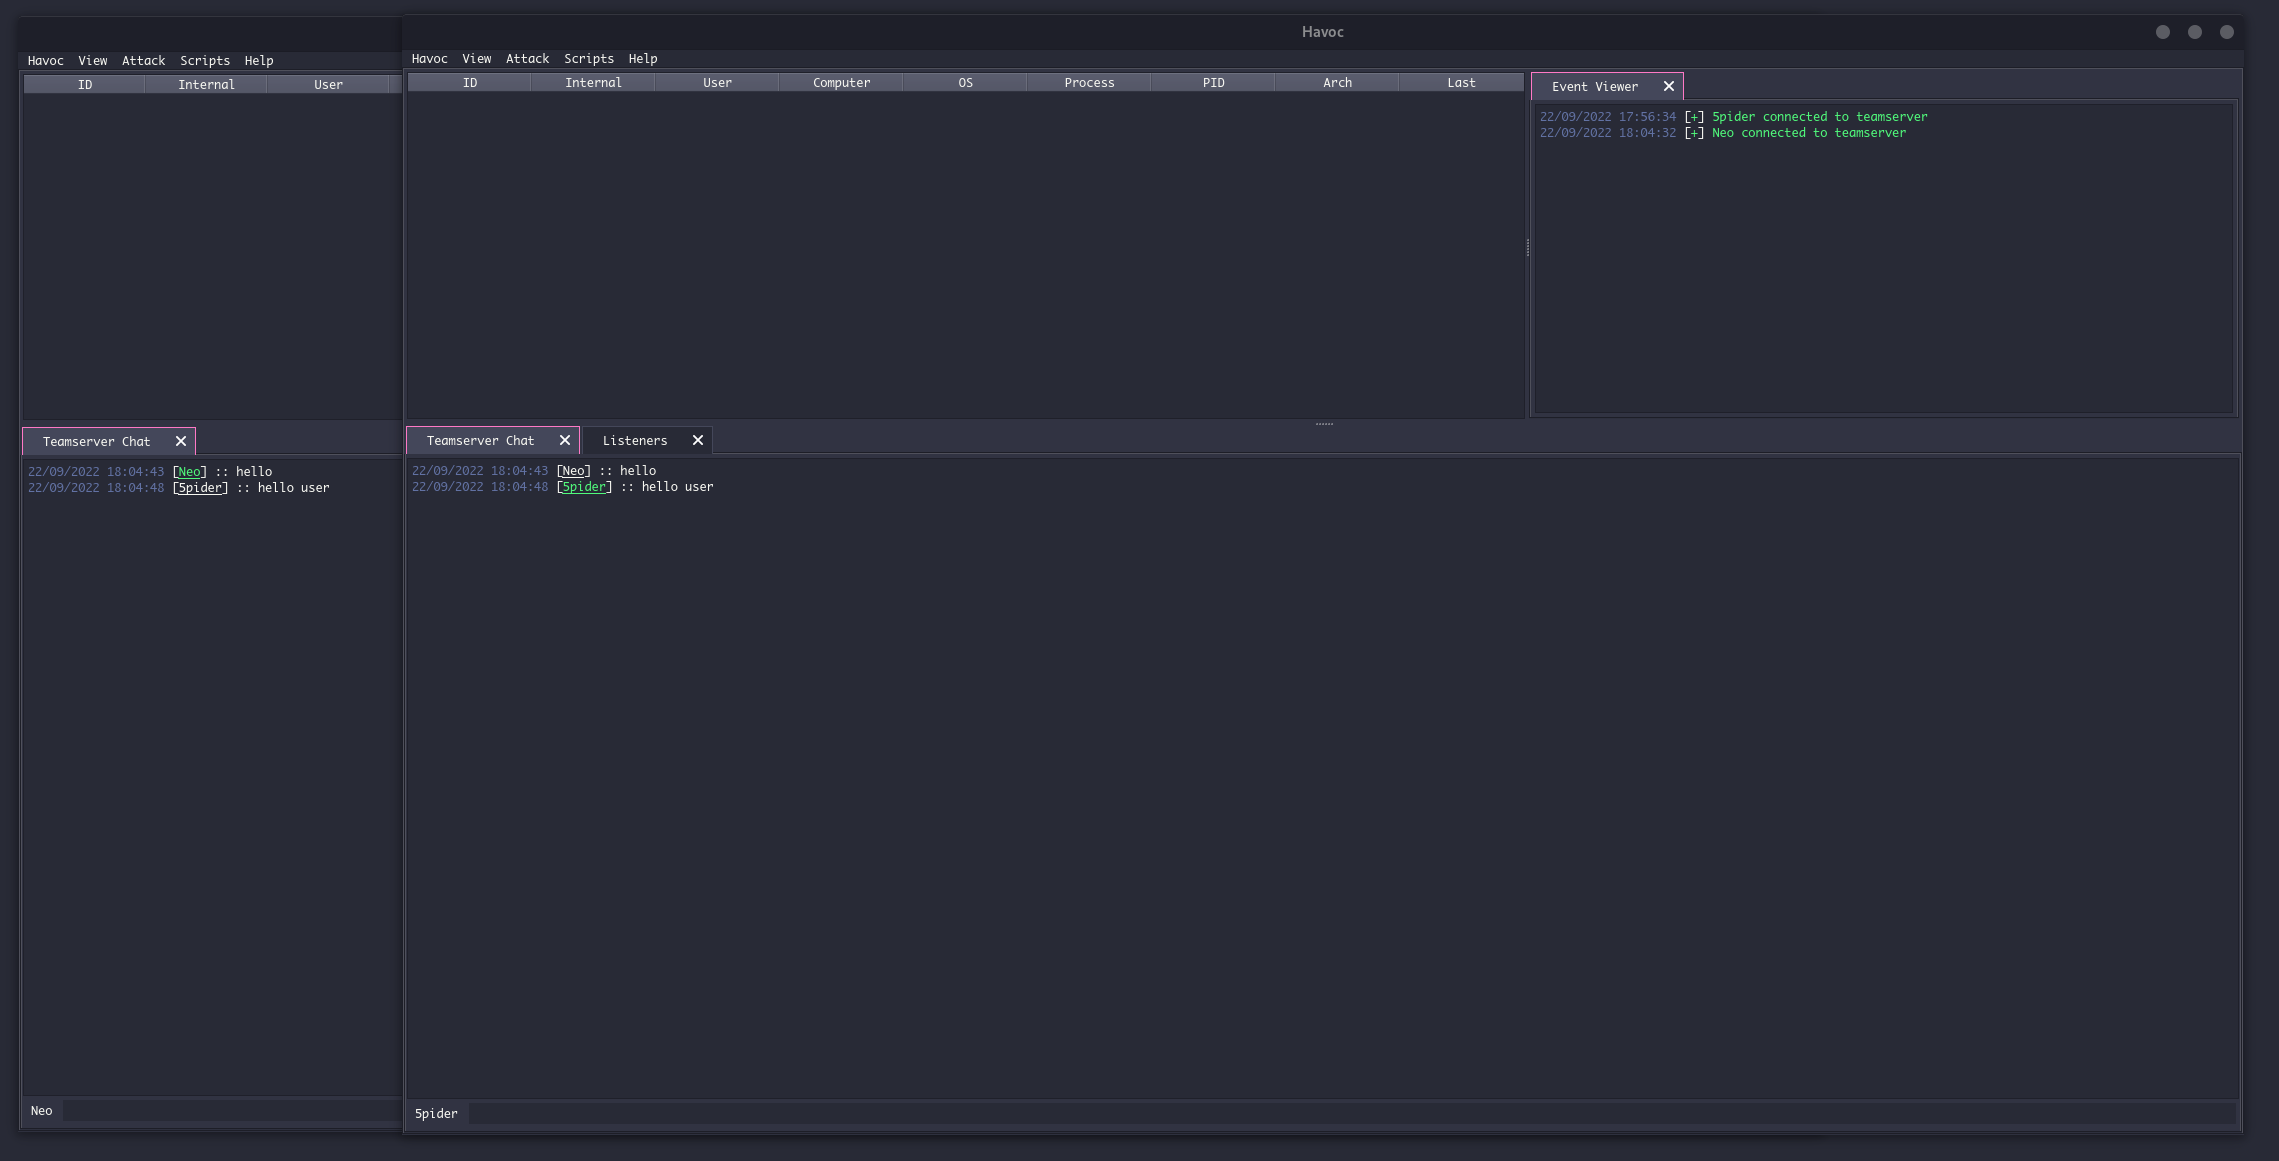 Havoc View Attack Scripts Help
ID Internal User
Teamserver Chat
22/09/2022 18:04:43 [Neo] :: hello
22/09/2022 18:04:48 [5pider] :: hello user
Neo
Havoc
Havoc View Attack Scripts Help
ID Internal User Computer OS Process PID Arch Last
Event Viewer
22/09/2022 17:56:34 [+] 5pider connected to teamserver
22/09/2022 18:04:32 [+] Neo connected to teamserver
Teamserver Chat Listeners
22/09/2022 18:04:43 [Neo] :: hello
22/09/2022 18:04:48 [5pider] :: hello user
5pider